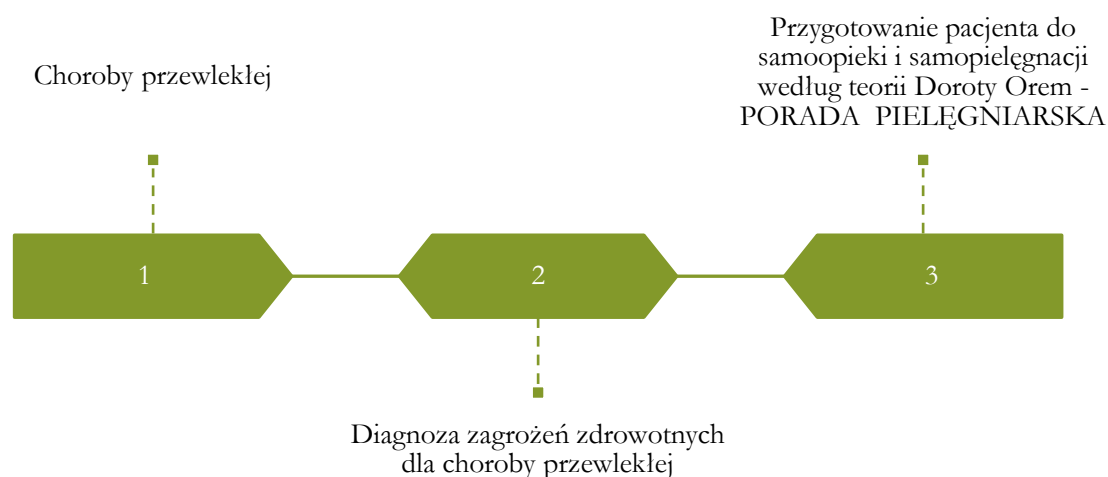 Choroby przewlekłej
Przygotowanie pacjenta do
samoopieki i samopielęgnacji
według teorii Doroty Orem -
PORADA PIELĘGNIARSKA
1
2
3
Diagnoza zagrożeń zdrowotnych
dla choroby przewlekłej